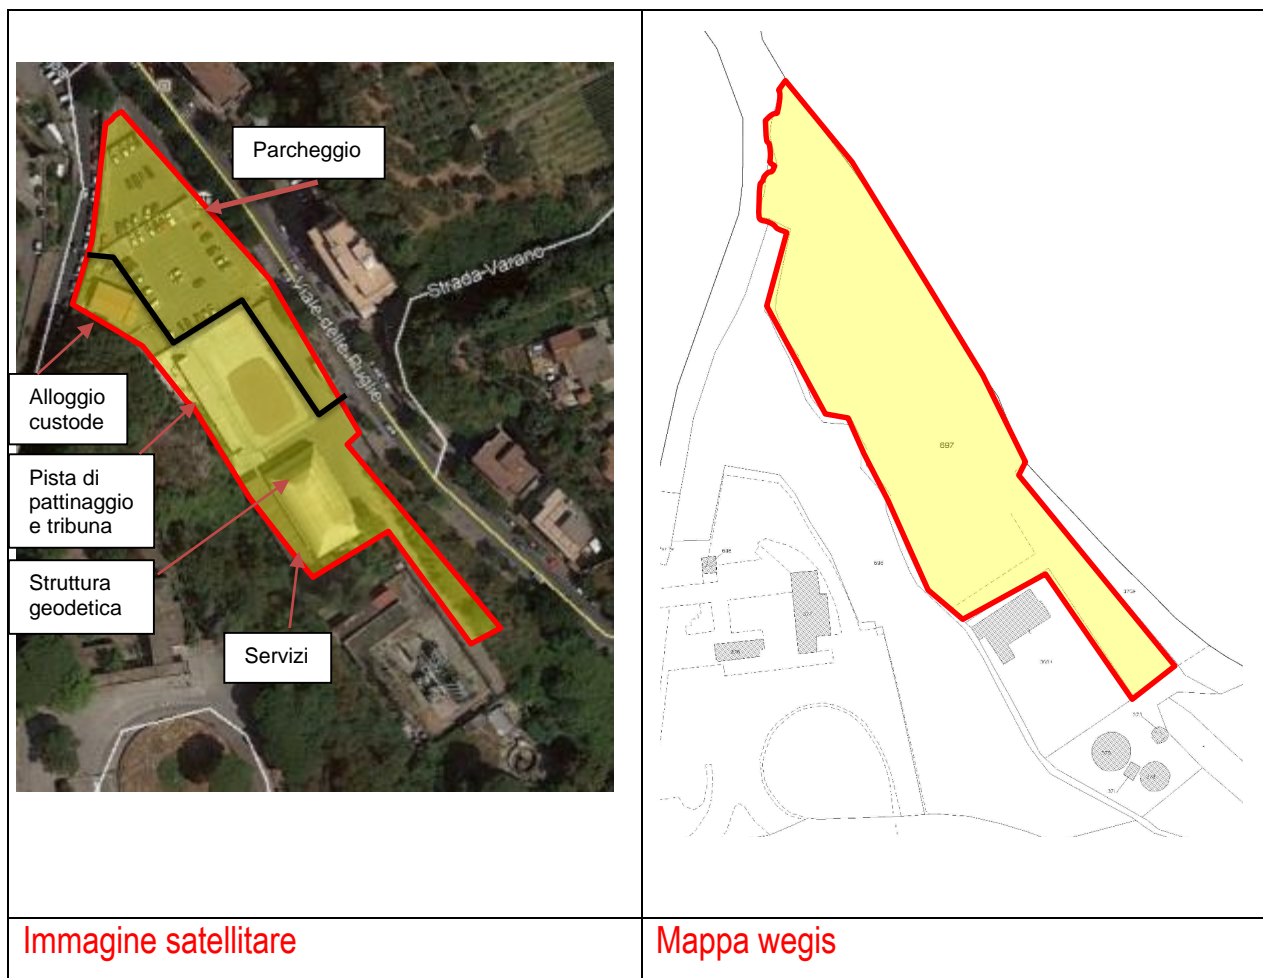 Parcheggio
Strada Varano
Viale delle Puglie
Alloggio
custode
Pista di
pattinaggio
e tribuna
Struttura
geodetica
Servizi
697
Immagine satellitare
Mappa wegis